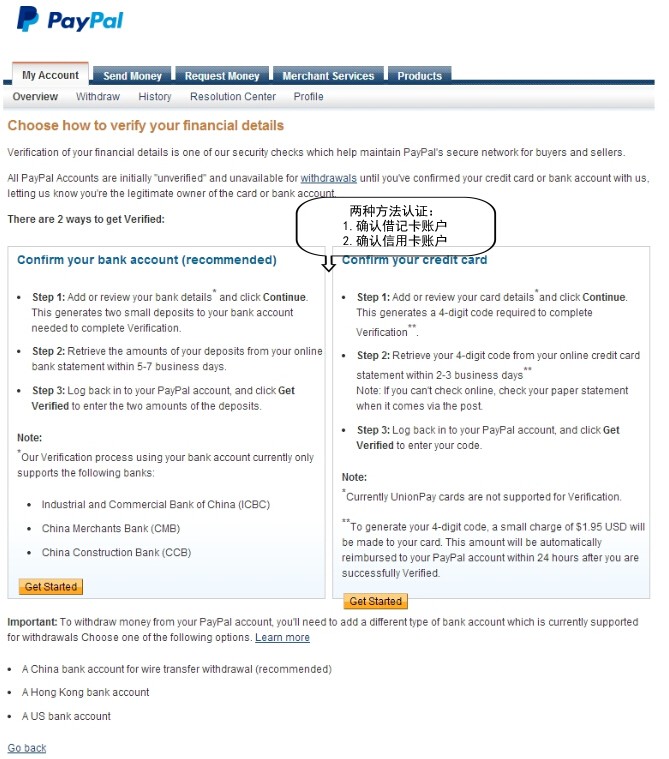 PayPal
My Account
Send Money
Request Money
Merchant Services
Products
Overview
Withdraw
History
Resolution Center
Profile
Choose how to verify your financial details
Verification of your financial details is one of our security checks which help maintain PayPal's secure network for buyers and sellers.
All PayPal Accounts are initially "unverified" and unavailable for withdrawals until you've confirmed your credit card or bank account with us,
letting us know you're the legitimate owner of the card or bank account.
There are 2 ways to get Verified:
两种方法认证:
1. 确认借记卡账户
2. 确认信用卡账户
Confirm your bank account (recommended)
• Step 1: Add or review your bank details* and click Continue.
This generates two small deposits to your bank account
needed to complete Verification.
• Step 2: Retrieve the amounts of your deposits from your online
bank statement within 5-7 business days.
• Step 3: Log back in to your PayPal account, and click Get
Verified to enter the two amounts of the deposits.
Note:
*Our Verification process using your bank account currently only
supports the following banks:
• Industrial and Commercial Bank of China (ICBC)
• China Merchants Bank (CMB)
• China Construction Bank (CCB)
Get Started
Confirm your credit card
• Step 1: Add or review your card details* and click Continue.
This generates a 4-digit code required to complete
Verification**.
• Step 2: Retrieve your 4-digit code from your online credit card
statement within 2-3 business days**
Note: If you can't check online, check your paper statement
when it comes via the post.
• Step 3: Log back in to your PayPal account, and click Get
Verified to enter your code.
Note:
*Currently UnionPay cards are not supported for Verification.
**To generate your 4-digit code, a small charge of $1.95 USD will
be made to your card. This amount will be automatically
reimbursed to your PayPal account within 24 hours after you are
successfully Verified.
Get Started
Important: To withdraw money from your PayPal account, you'll need to add a different type of bank account which is currently supported
for withdrawals Choose one of the following options. Learn more
• A China bank account for wire transfer withdrawal (recommended)
• A Hong Kong bank account
• A US bank account
Go back